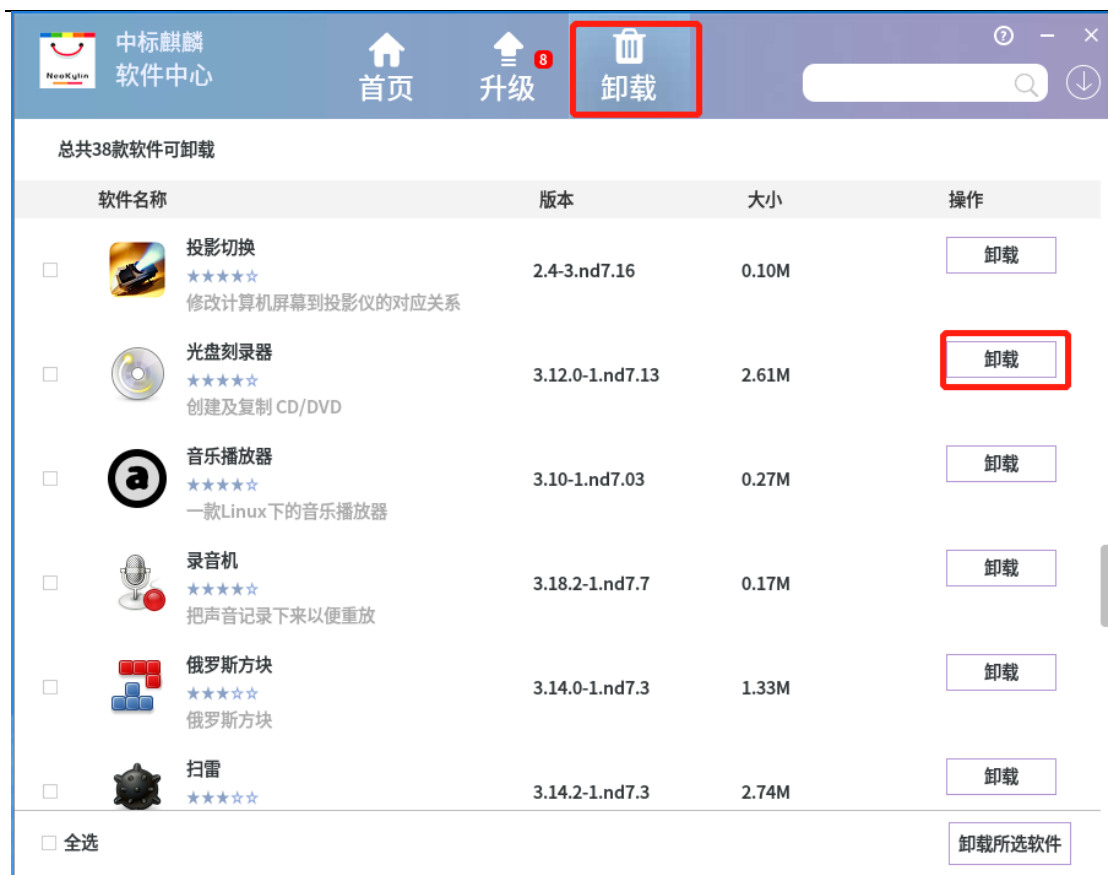 中标麒麟
NeoKylin
软件中心
首页
升级
8
卸载
总共38款软件可卸载
软件名称 版本 大小 操作
投影切换
修改计算机屏幕到投影仪的对应关系
2.4-3.nd7.16 0.10M 卸载
光盘刻录器
创建及复制 CD/DVD
3.12.0-1.nd7.13 2.61M 卸载
a
音乐播放器
一款Linux下的音乐播放器
3.10-1.nd7.03 0.27M 卸载
录音机
把声音记录下来以便重放
3.18.2-1.nd7.7 0.17M 卸载
俄罗斯方块
俄罗斯方块
3.14.0-1.nd7.3 1.33M 卸载
扫雷
3.14.2-1.nd7.3 2.74M 卸载
全选 卸载所选软件